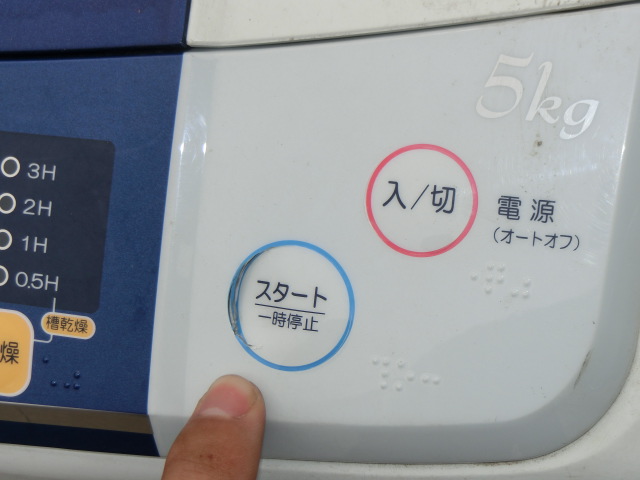 5kg
3H
2H
1H
0.5H
入/切
電源
(オートオフ)
スタート
一時停止
槽乾燥
燥